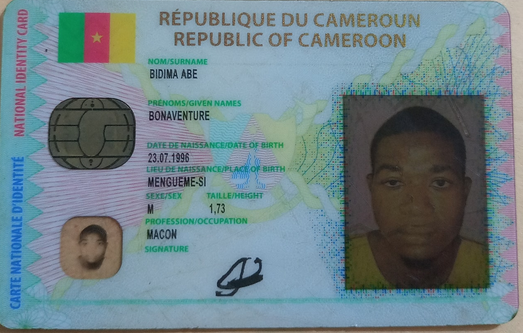 RÉPUBLIQUE DU CAMEROUN
REPUBLIC OF CAMEROON
NATIONAL IDENTITY CARD
CARTE NATIONALE D'IDENTITÉ
NOM/SURNAME
BIDIMA ABE
PRÉNOMS/GIVEN NAMES
BONAVENTURE
DATE DE NAISSANCE/DATE OF BIRTH
23.07.1996
LIEU DE NAISSANCE/PLACE OF BIRTH
MENGUEME-SI
SEXE/SEX TAILLE/HEIGHT
M 1,73
PROFESSION/OCCUPATION
MACON
SIGNATURE